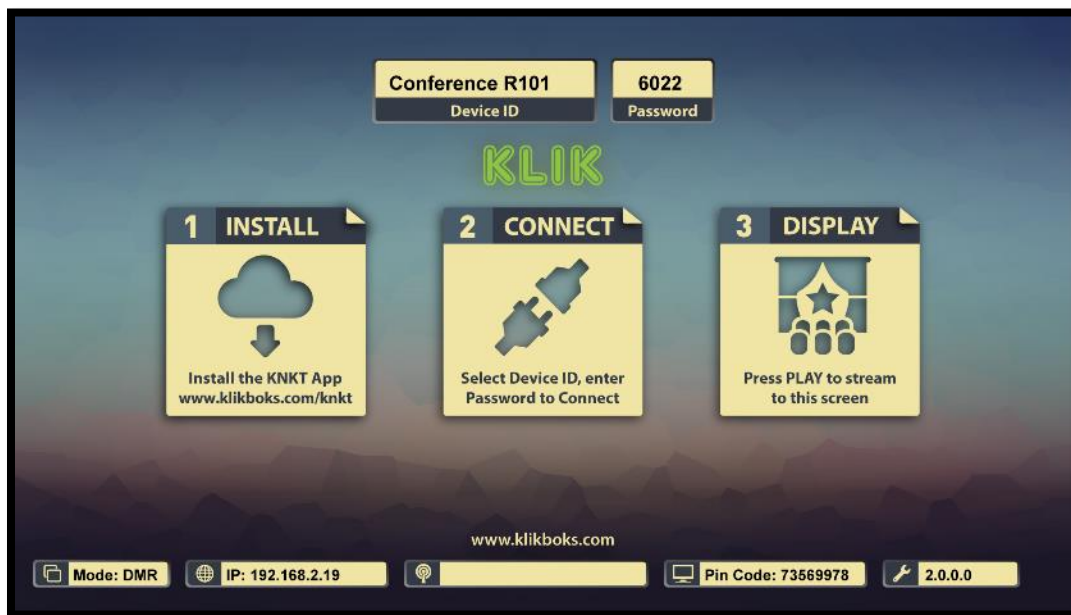 Conference R101
Device ID
6022
Password
KLIK
1 INSTALL
Install the KNKT App
www.klikboks.com/knkt
2 CONNECT
Select Device ID, enter
Password to Connect
3 DISPLAY
Press PLAY to stream
to this screen
www.klikboks.com
Mode: DMR
IP: 192.168.2.19
Pin Code: 73569978
2.0.0.0